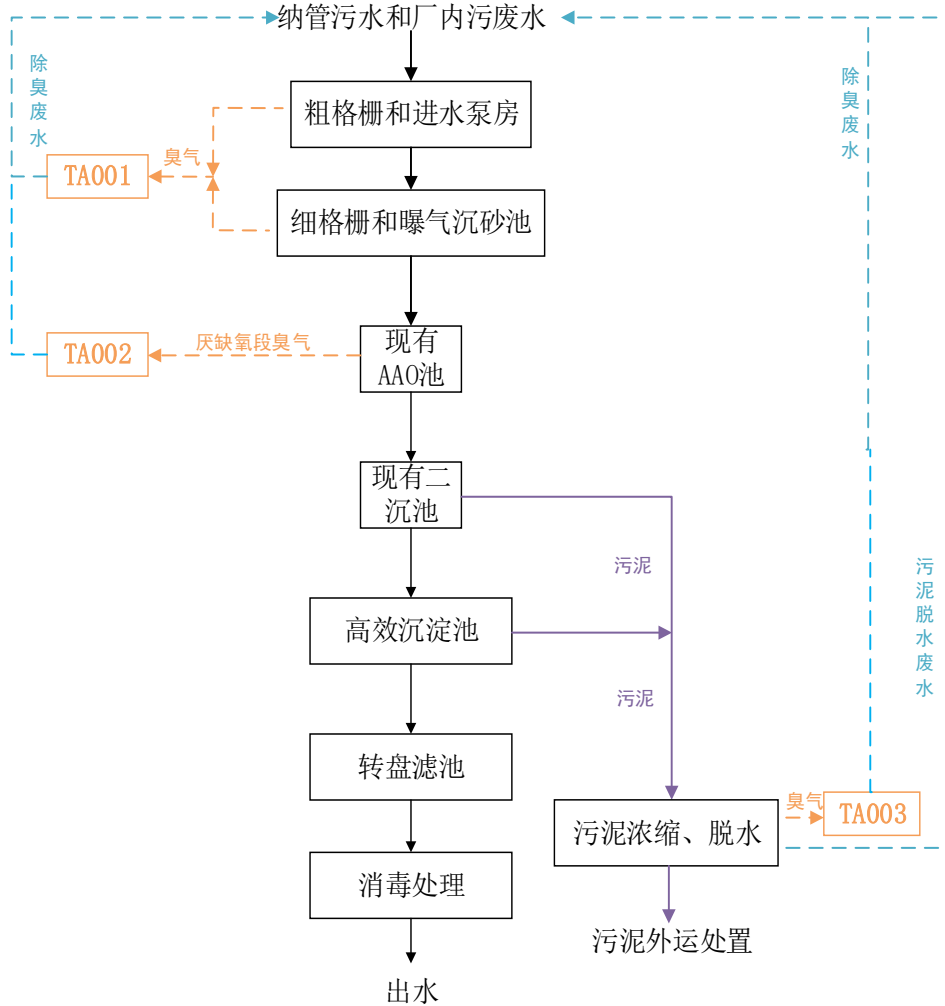 纳管污水和厂内污废水
除臭废水
除臭废水
粗格栅和进水泵房
臭气
TA001
细格栅和曝气沉砂池
厌缺氧段臭气
TA002
现有
AAO池
现有二
沉池
污泥
污泥脱水废水
高效沉淀池
污泥
转盘滤池
臭气
TA003
污泥浓缩、脱水
消毒处理
污泥外运处置
出水